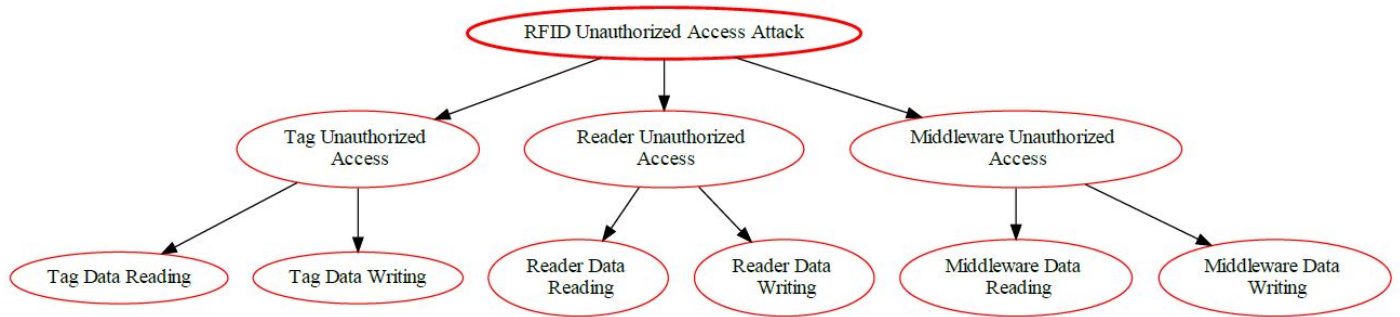 RFID Unauthorized Access Attack
Tag Unauthorized
Access
Reader Unauthorized
Access
Middleware Unauthorized
Access
Tag Data Reading
Tag Data Writing
Reader Data
Reading
Reader Data
Writing
Middleware Data
Reading
Middleware Data
Writing